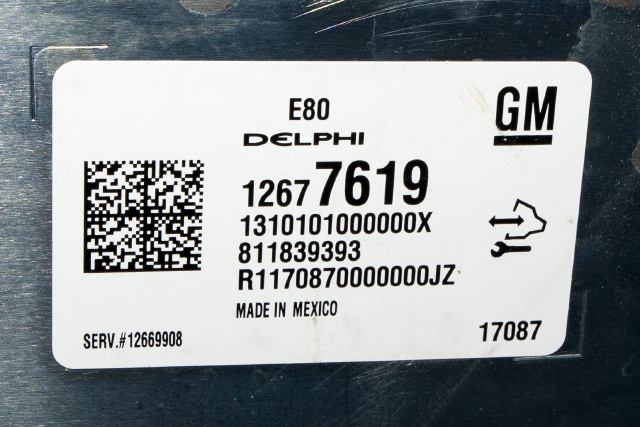 E80
GM
DELPHI
12677619
1310101000000X
811839393
R1170870000000JZ
MADE IN MEXICO
SERV.#12669908
17087